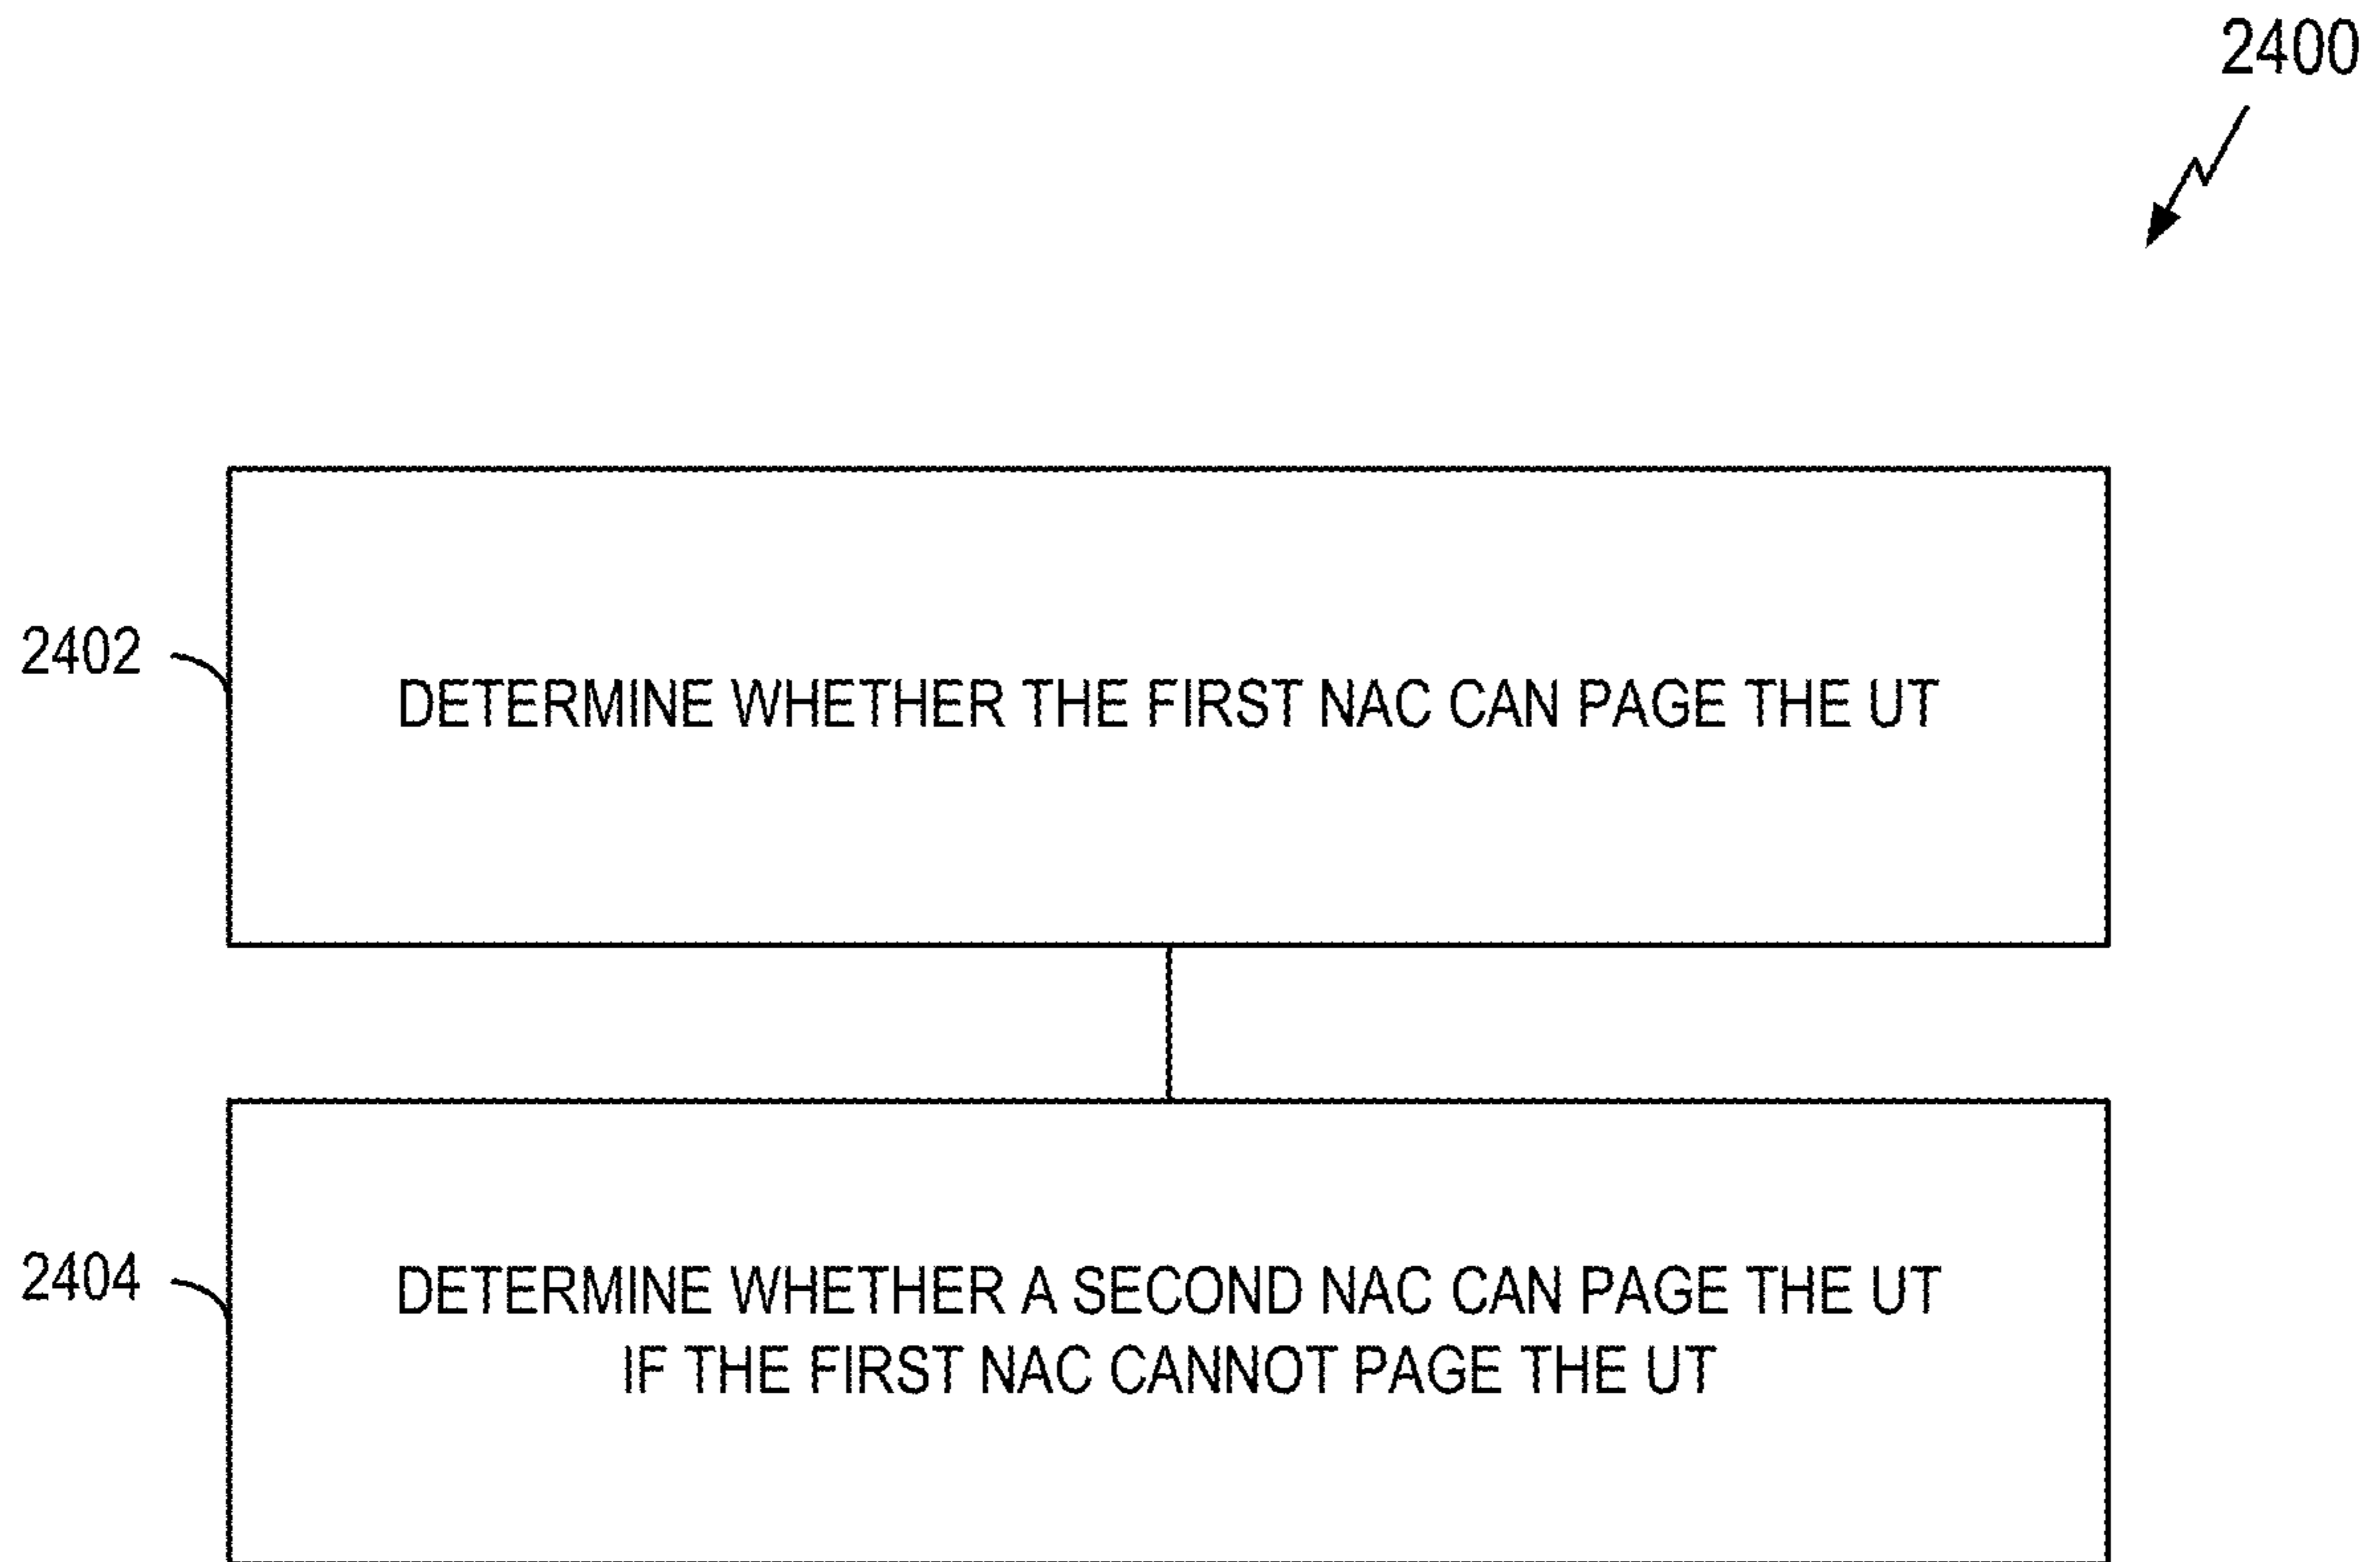 2400
2402
DETERMINE WHETHER THE FIRST NAC CAN PAGE THE UT
2404
DETERMINE WHETHER A SECOND NAC CAN PAGE THE UT
IF THE FIRST NAC CANNOT PAGE THE UT